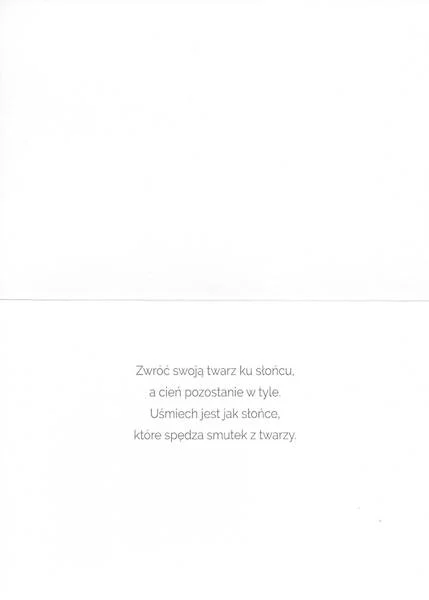 Zwróć swoją twarz ku słońcu,
a cień pozostanie w tyle.
Uśmiech jest jak słońce,
które spędza smutek z twarzy.